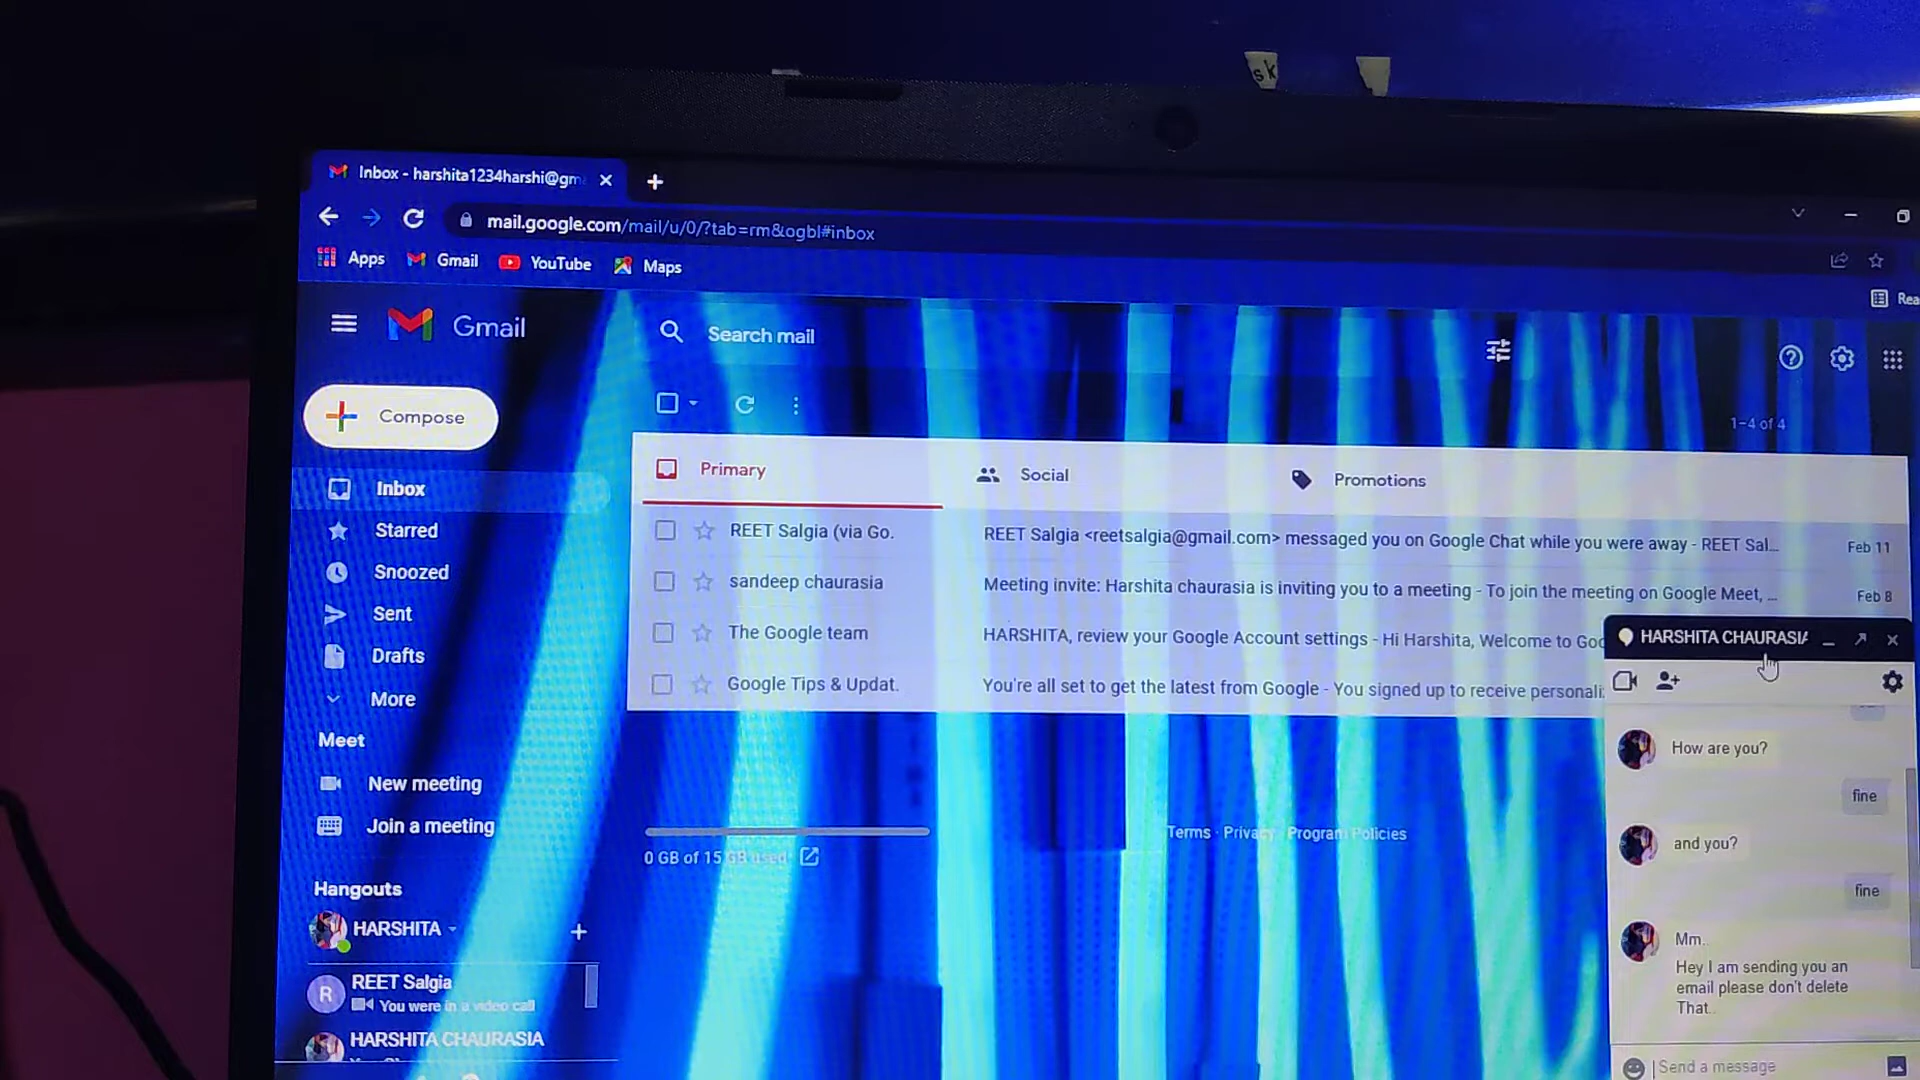 sk
Inbox - harshita1234harshi@gm
mail.google.com/mail/u/0/?tab=rm&ogbl#inbox
Apps Gmail YouTube Maps
Rea
Gmail
Search mail
Compose
1-4 of 4
Primary
Social
Promotions
Inbox
Starred
Snoozed
Sent
Drafts
More
REET Salgia (via Go. REET Salgia <reetsalgia@gmail.com> messaged you on Google Chat while you were away - REET Sal... Feb 11
sandeep chaurasia Meeting invite: Harshita chaurasia is inviting you to a meeting - To join the meeting on Google Meet, ... Feb 8
The Google team HARSHITA, review your Google Account settings - Hi Harshita, Welcome to Goo
Google Tips & Updat. You're all set to get the latest from Google - You signed up to receive personali
Meet
New meeting
Join a meeting
0 GB of 15 GB used
Terms · Privacy · Program Policies
Hangouts
HARSHITA
R
REET Salgia
You were in a video call
HARSHITA CHAURASIA
HARSHITA CHAURASIA
How are you?
fine
and you?
fine
Mm..
Hey I am sending you an
email please don't delete
That..
Send a message